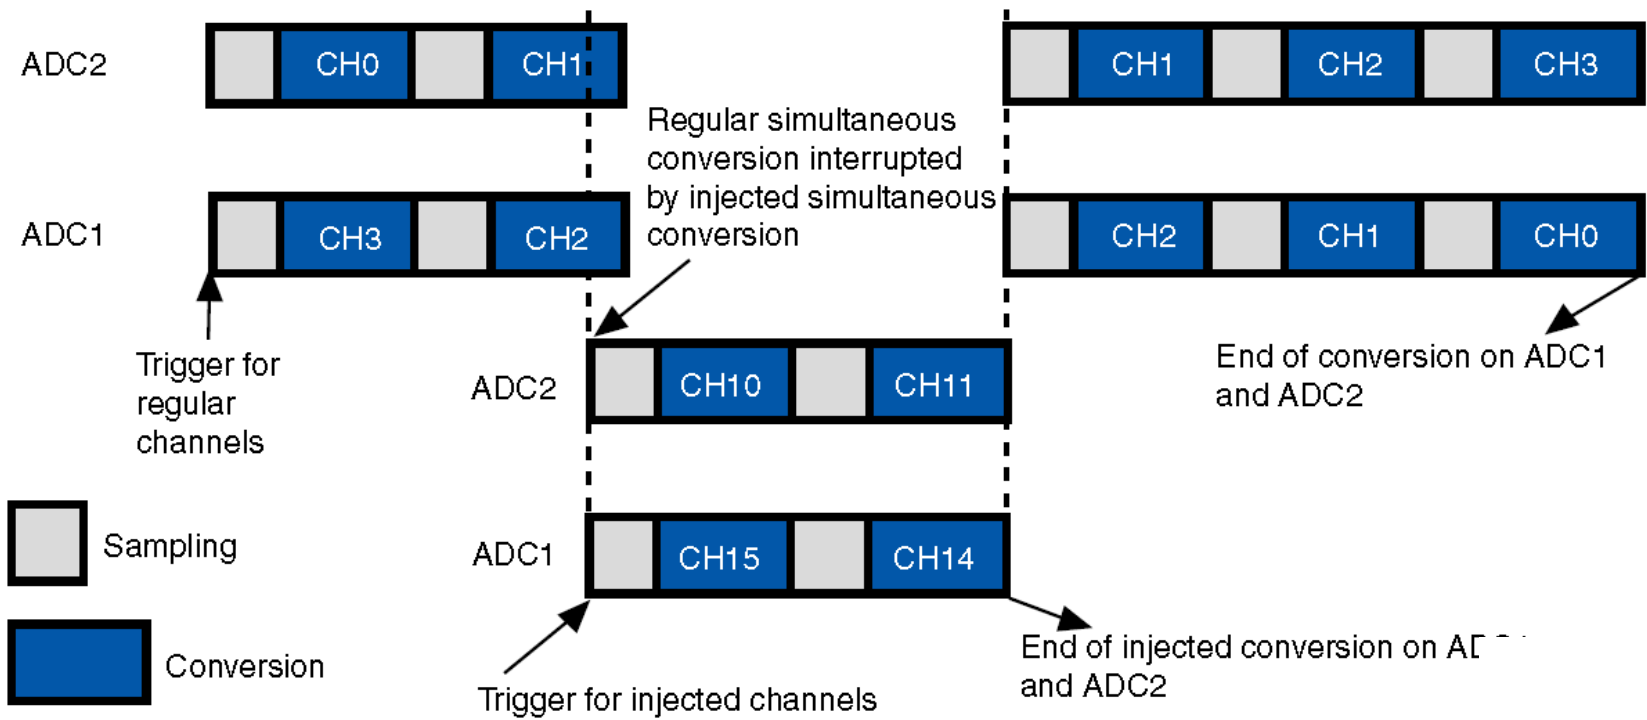 ADC2
CH0
CH1
CH1
CH2
CH3
Regular simultaneous
conversion interrupted
by injected simultaneous
conversion
ADC1
CH3
CH2
CH2
CH1
CH0
Trigger for
regular
channels
End of conversion on ADC1
and ADC2
ADC2
CH10
CH11
Sampling
ADC1
CH15
CH14
Conversion
Trigger for injected channels
End of injected conversion on
and ADC2